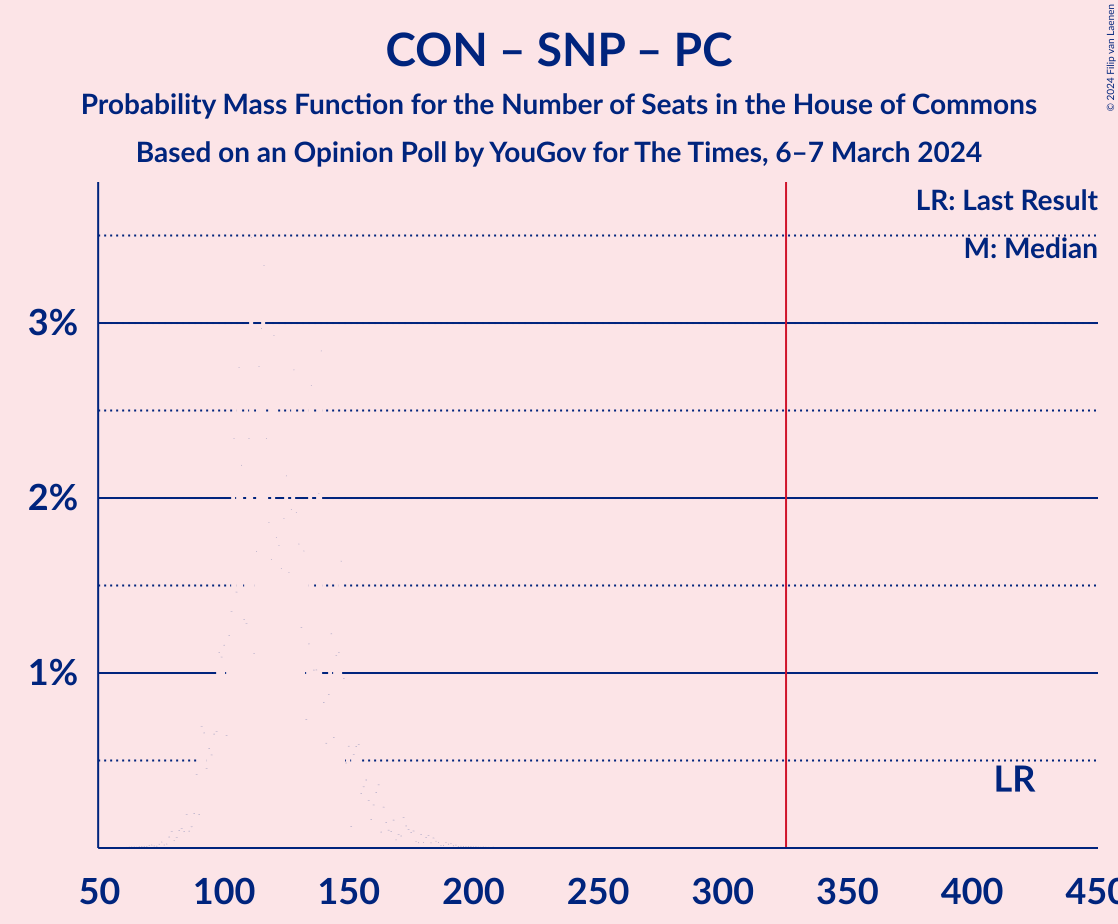 CON – SNP – PC
Probability Mass Function for the Number of Seats in the House of Commons
Based on an Opinion Poll by YouGov for The Times, 6–7 March 2024
© 2024 Filip van Laenen
LR: Last Result
M: Median
3%
2%
1%
LR
50 100 150 200 250 300 350 400 450